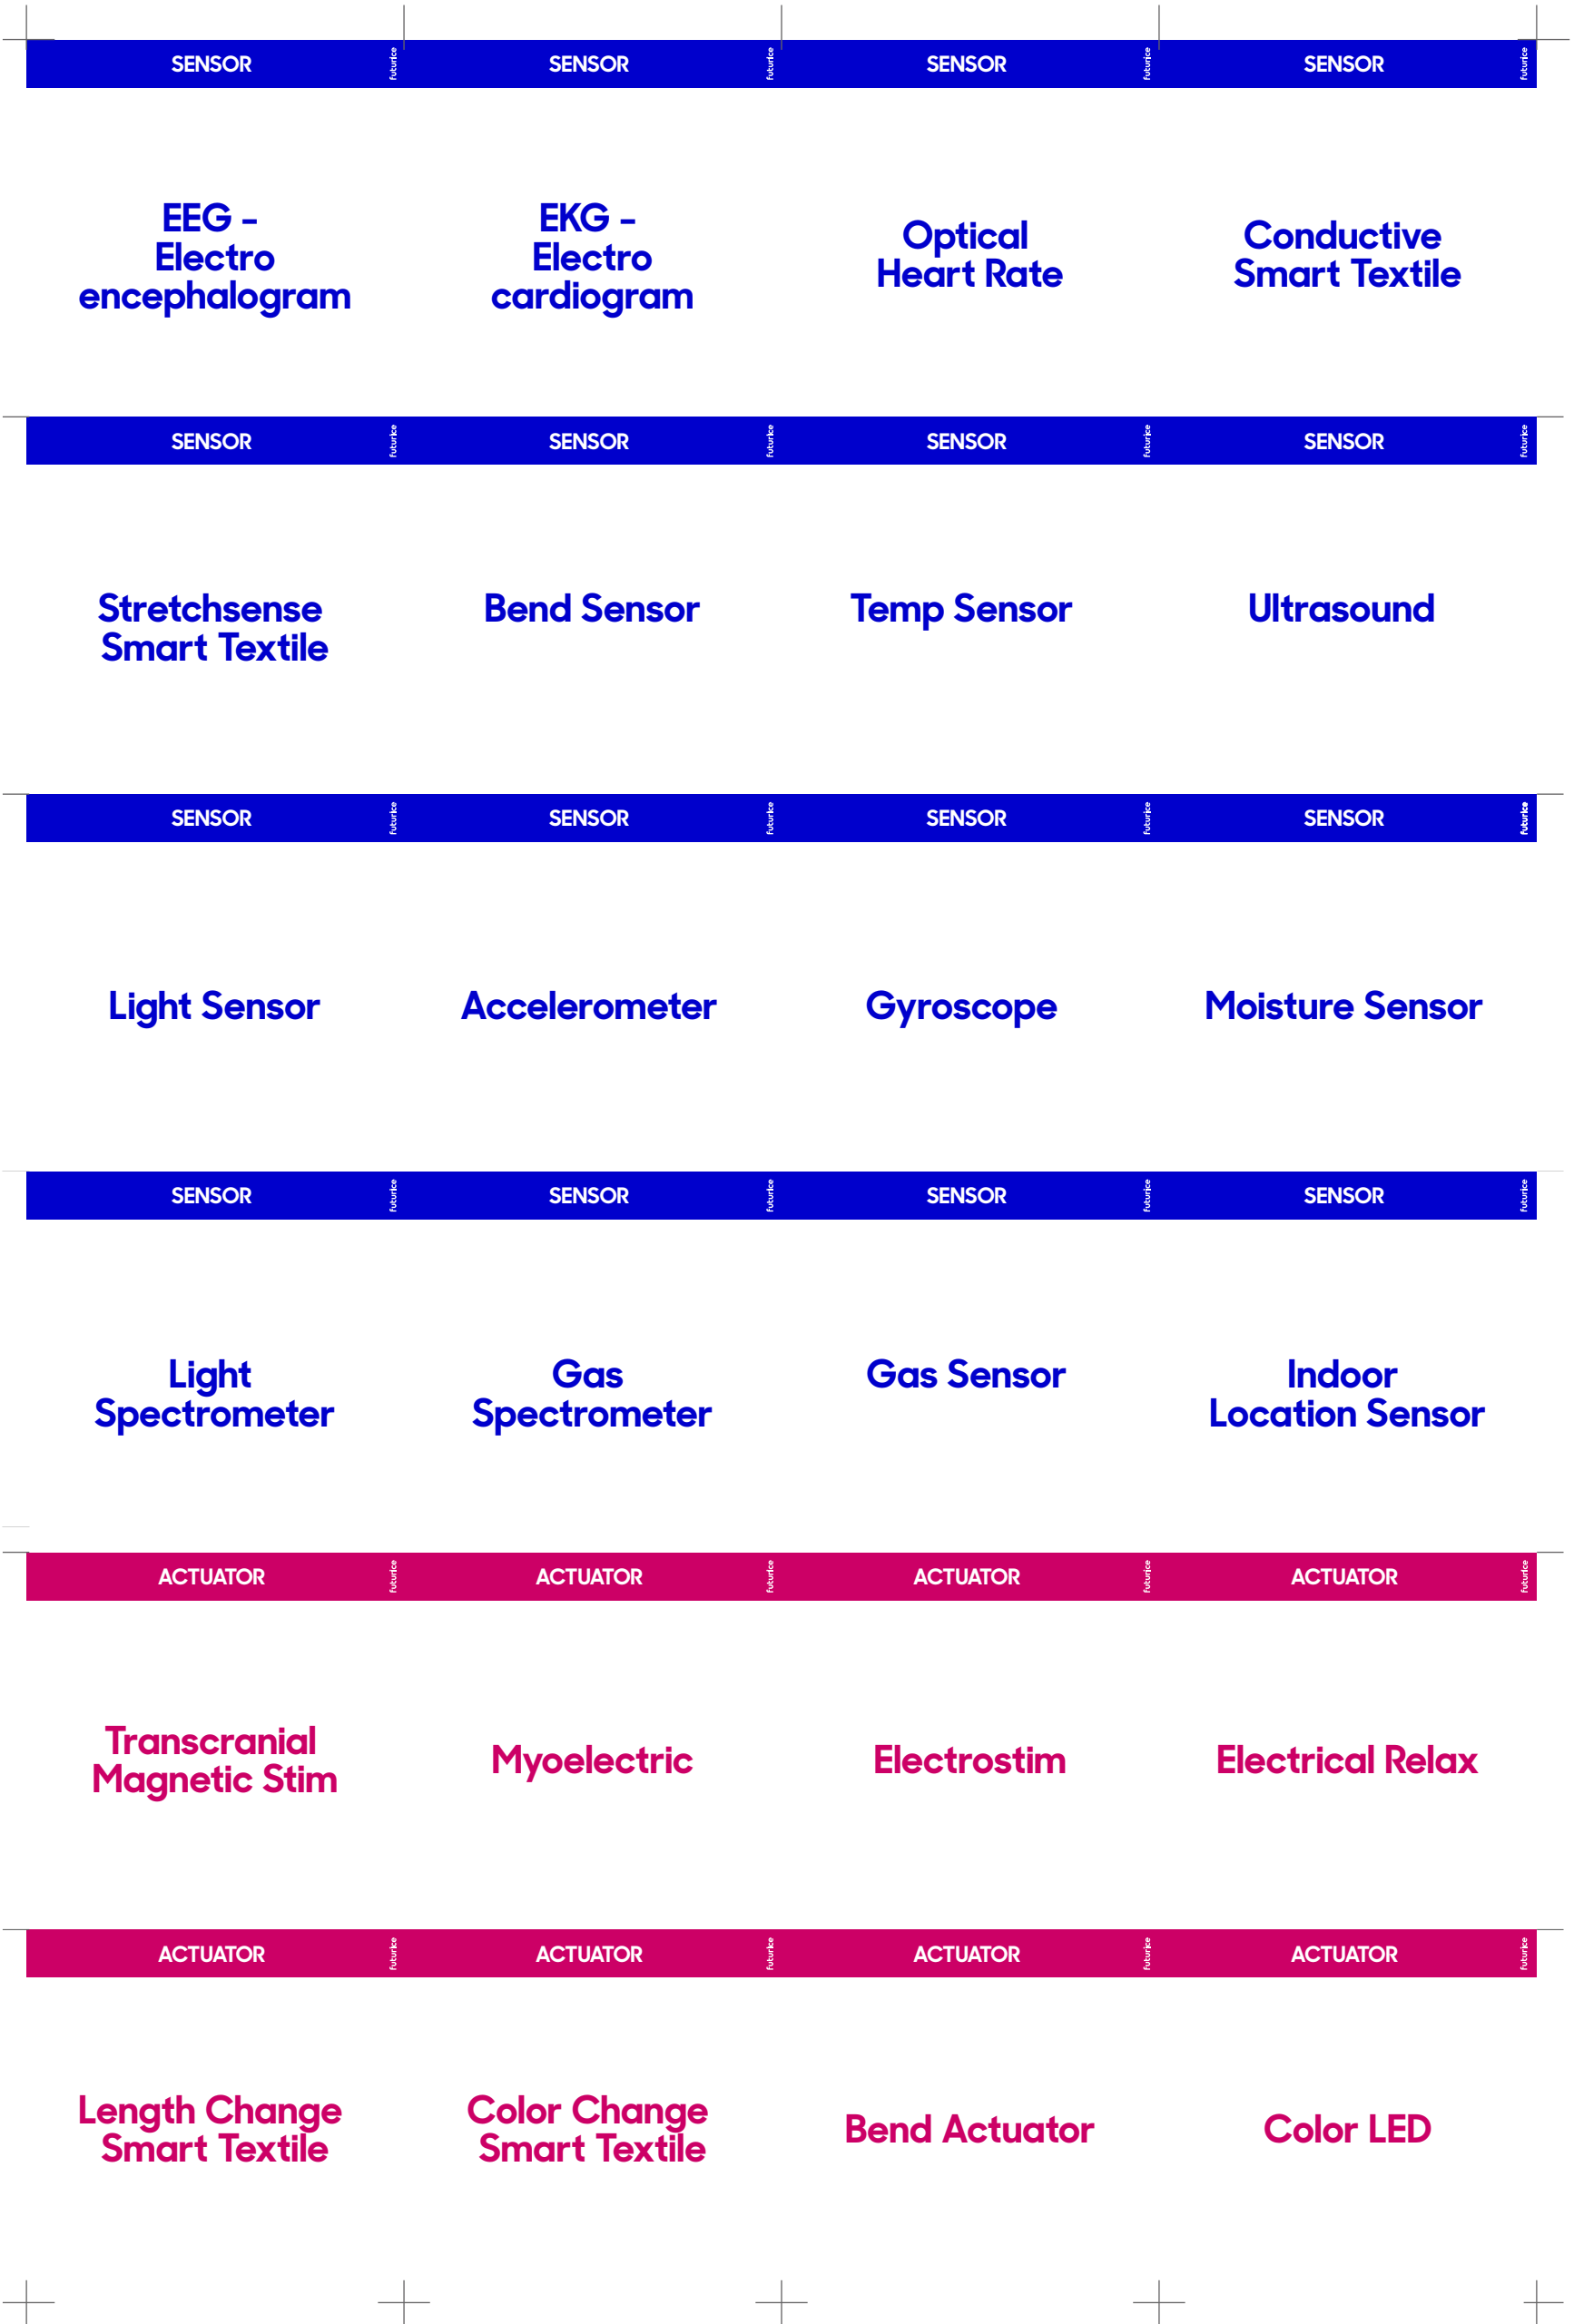 SENSOR futurice SENSOR futurice SENSOR futurice SENSOR futurice
EEG -
Electro
encephalogram
EKG -
Electro
cardiogram
Optical
Heart Rate
Conductive
Smart Textile
SENSOR futurice SENSOR futurice SENSOR futurice SENSOR futurice
Stretchsense
Smart Textile
Bend Sensor
Temp Sensor
Ultrasound
SENSOR futurice SENSOR futurice SENSOR futurice SENSOR futurice
Light Sensor
Accelerometer
Gyroscope
Moisture Sensor
SENSOR futurice SENSOR futurice SENSOR futurice SENSOR futurice
Light
Spectrometer
Gas
Spectrometer
Gas Sensor
Indoor
Location Sensor
ACTUATOR futurice ACTUATOR futurice ACTUATOR futurice ACTUATOR futurice
Transcranial
Magnetic Stim
Myoelectric
Electrostim
Electrical Relax
ACTUATOR futurice ACTUATOR futurice ACTUATOR futurice ACTUATOR futurice
Length Change
Smart Textile
Color Change
Smart Textile
Bend Actuator
Color LED